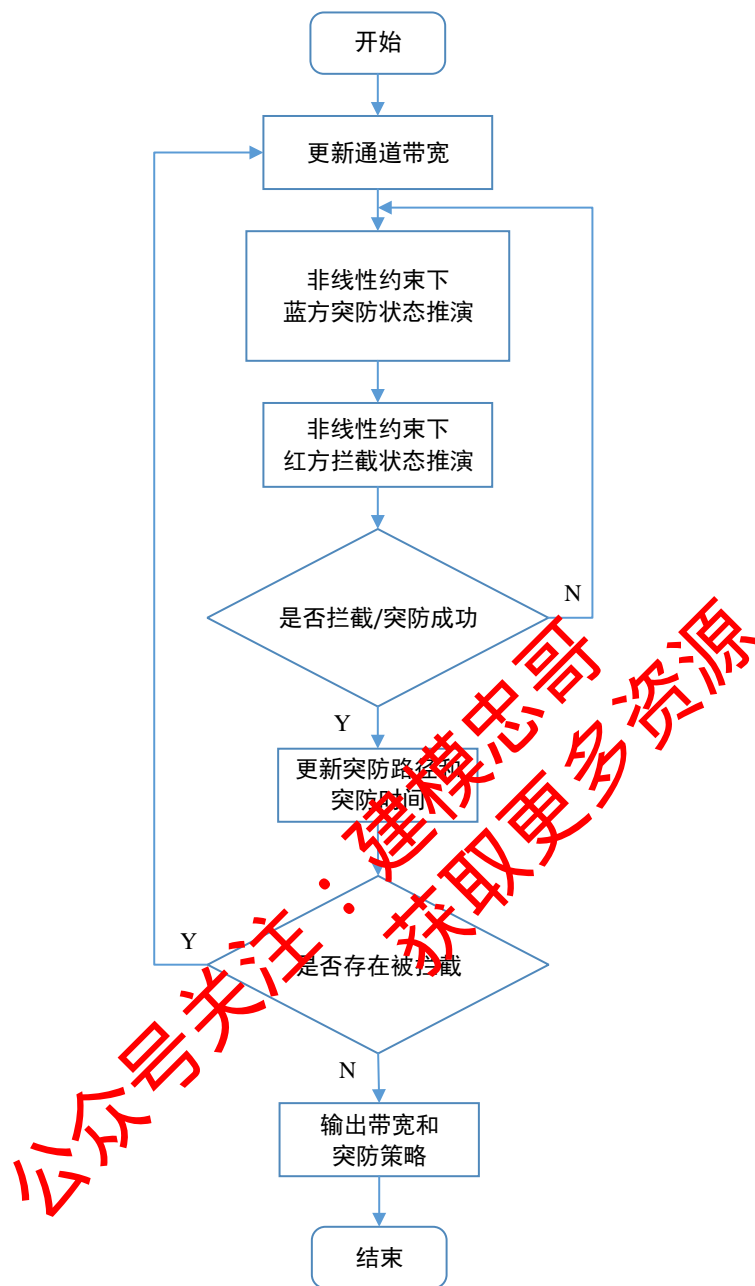 开始
更新通道带宽
非线性约束下
蓝方突防状态推演
非线性约束下
红方拦截状态推演
是否拦截/突防成功
N
Y
更新突防路径和
突防时间
Y
是否存在被拦截
N
输出带宽和
突防策略
结束
公众号关注：建模忠哥
获取更多资源